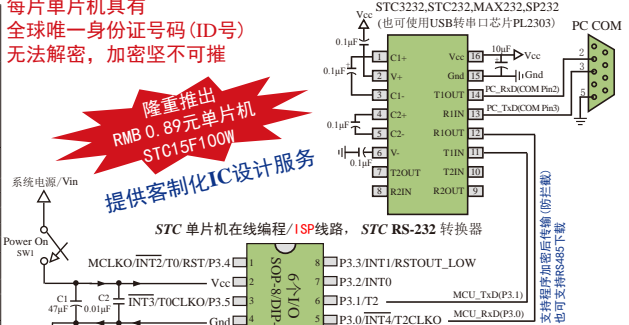 每片单片机具有
全球唯一身份证号码(ID号)
无法解密，加密坚不可摧
隆重推出
RMB 0.89元单片机
STC15F100W
提供客制化IC设计服务
STC3232,STC232,MAX232,SP232
(也可使用USB转串口芯片PL2303)
PC COM
Vcc
0.1μF
0.1μF
0.1μF
0.1μF
10μF
Vcc
Gnd
1 C1+
2 V+
3 C1-
4 C2+
5 C2-
6 V-
7 T2OUT
8 R2IN
Vcc 16
Gnd 15
T1OUT 14
R1IN 13
R1OUT 12
T1IN 11
T2IN 10
R2OUT 9
PC_RxD(COM Pin2)
PC_TxD(COM Pin3)
2
3
5
STC 单片机在线编程/ISP线路， STC RS-232 转换器
系统电源/Vin
Power On
SW1
C1
47μF
C2
0.01μF
MCLKO/INT2/T0/RST/P3.4 1
Vcc 2
INT3/T0CLKO/P3.5 3
Gnd 4
SOP-8/DIP-
6个I/O
8 P3.3/INT1/RSTOUT_LOW
7 P3.2/INT0
6 P3.1/T2
5 P3.0/INT4/T2CLKO
MCU_TxD(P3.1)
MCU_RxD(P3.0)
支持程序加密后传输(防拦截)
也可支持RS485下载